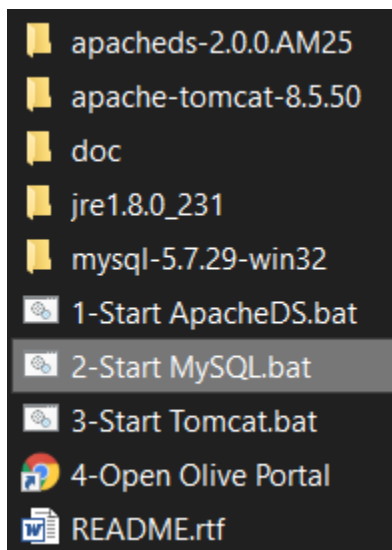 apacheds-2.0.0.AM25
apache-tomcat-8.5.50
doc
jre1.8.0_231
mysql-5.7.29-win32
1-Start ApacheDS.bat
2-Start MySQL.bat
3-Start Tomcat.bat
4-Open Olive Portal
README.rtf